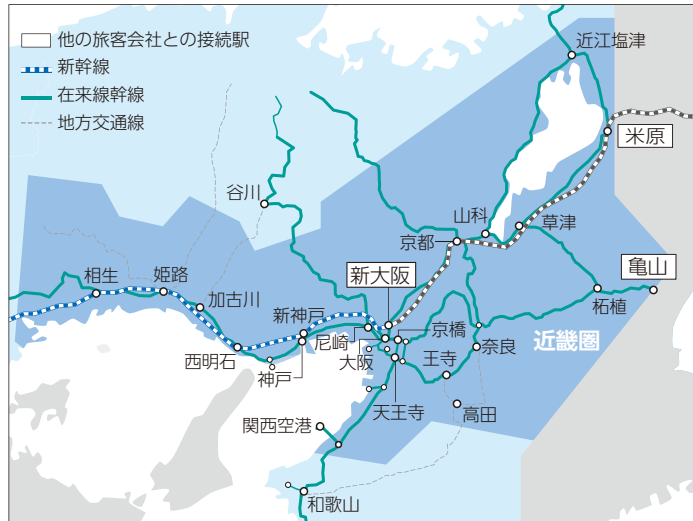 他の旅客会社との接続駅
新幹線
在来線幹線
地方交通線
近江塩津
米原
谷川
山科
草津
京都
新大阪
亀山
相生
姫路
加古川
新神戸
尼崎
京橋
柘植
大阪
王寺
奈良
近畿圏
西明石
神戸
天王寺
高田
関西空港
和歌山